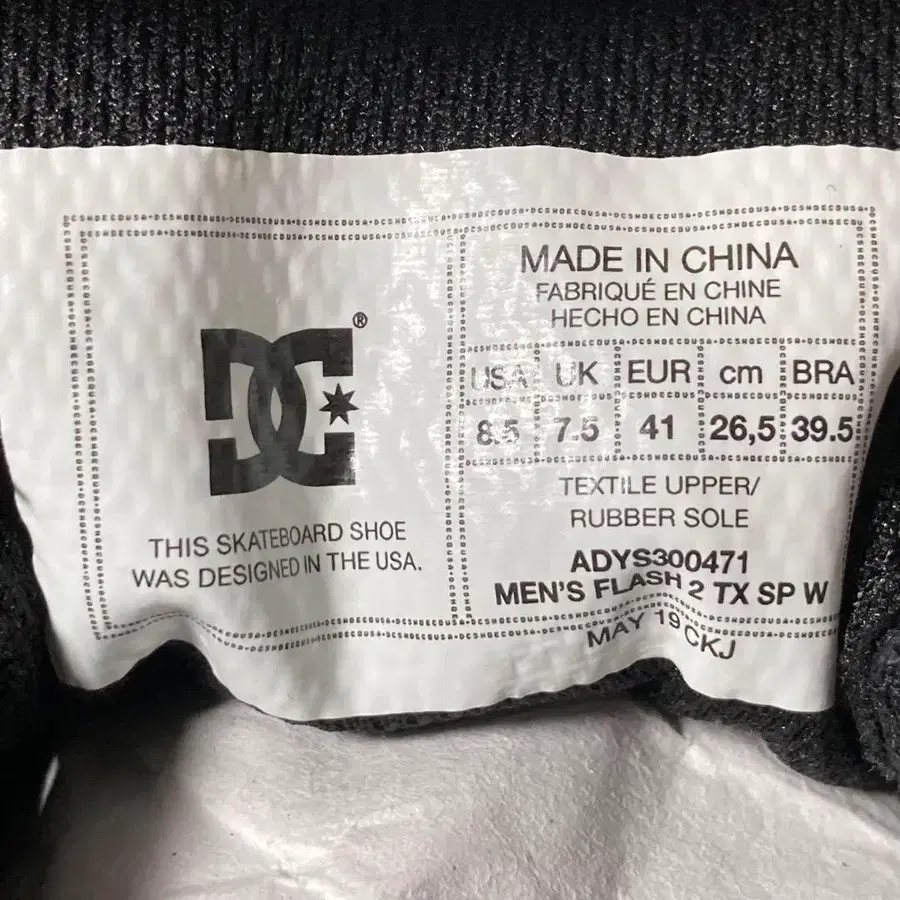 DC®
THIS SKATEBOARD SHOE
WAS DESIGNED IN THE USA.
MADE IN CHINA
FABRIQUÉ EN CHINE
HECHO EN CHINA
USA UK EUR cm BRA
8.5 7.5 41 26,5 39.5
TEXTILE UPPER/
RUBBER SOLE
ADYS300471
MEN'S FLASH 2 TX SP W
MAY 19 CKJ